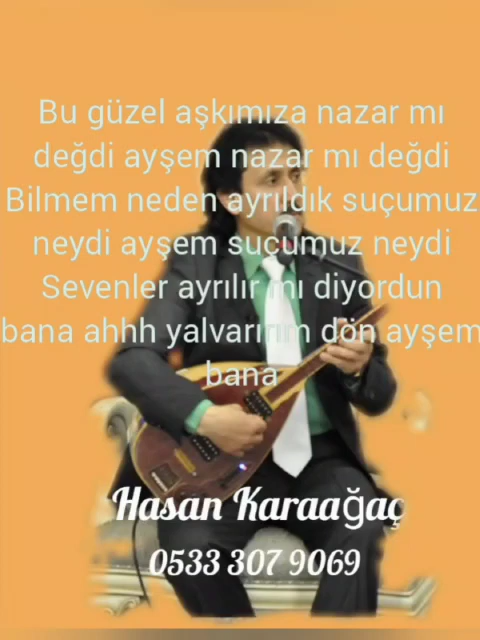 Bu güzel aşkımıza nazar mı
değdi ayşem nazar mı değdi
Bilmem neden ayrıldık suçumuz
neydi ayşem suçumuz neydi
Sevenler ayrılır mı diyordun
bana ahhh yalvarırım dön ayşem
bana
Hasan Karaağaç
0533 307 9069